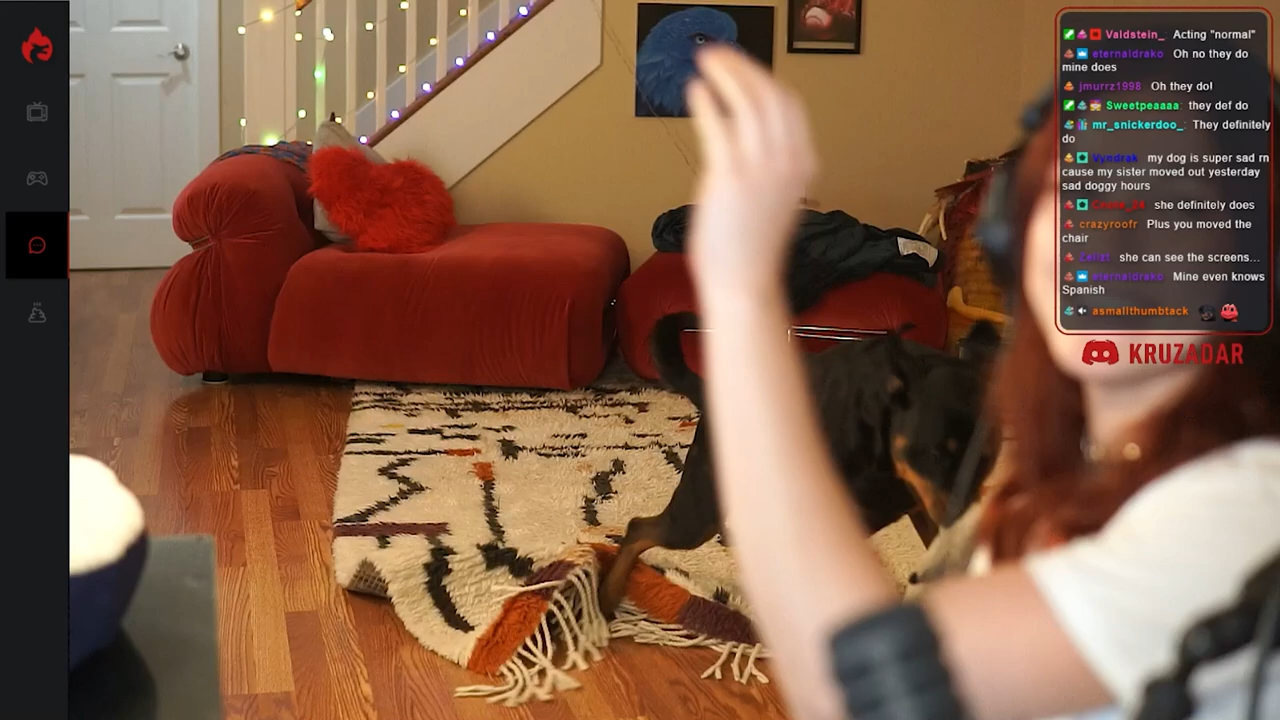 Valdstein_ Acting "normal"
eternaldrako Oh no they do
mine does
jmurrz1998 Oh they do!
Sweetpeaaaa: they def do
mr_snickerdoo_: They definitely
do
Vyndrak my dog is super sad rn
cause my sister moved out yesterday
sad doggy hours
she definitely does
crazyroofr Plus you moved the
chair
she can see the screens...
eternaldrako Mine even knows
Spanish
asmallthumbtack
KRUZADAR